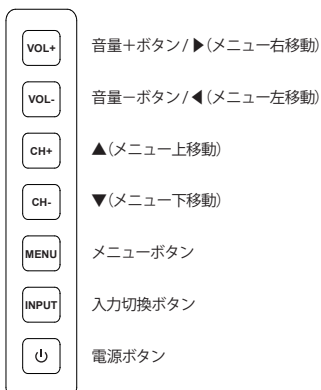 VOL+ 音量＋ボタン/▶(メニュー右移動)
VOL- 音量－ボタン/◀(メニュー左移動)
CH+ ▲(メニュー上移動)
CH- ▼(メニュー下移動)
MENU メニューボタン
INPUT 入力切換ボタン
⏻ 電源ボタン